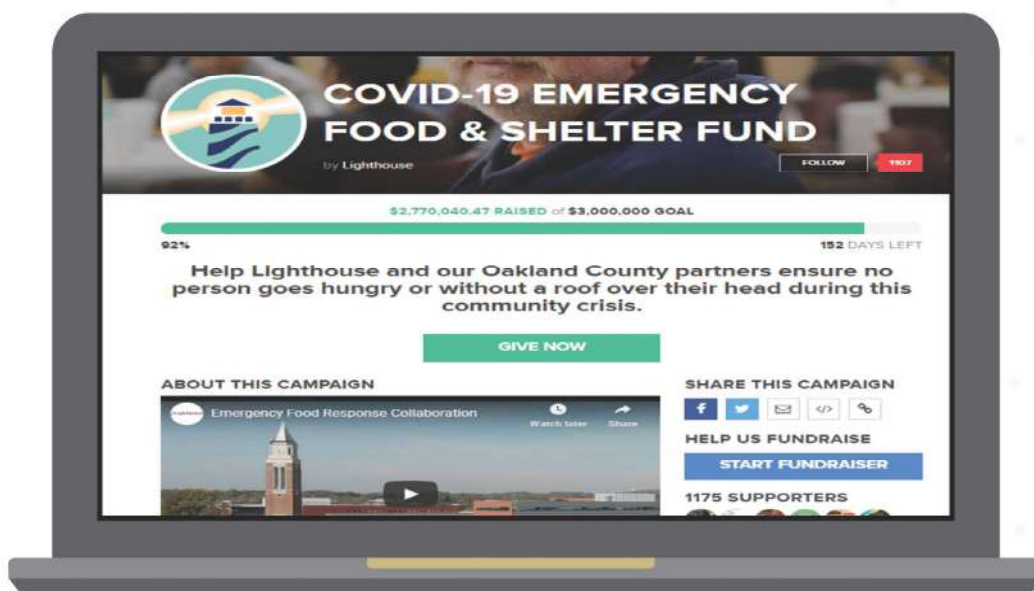 COVID-19 EMERGENCY
FOOD & SHELTER FUND
by Lighthouse
FOLLOW 1107
$2,770,040.47 RAISED of $3,000,000 GOAL
92% 152 DAYS LEFT
Help Lighthouse and our Oakland County partners ensure no
person goes hungry or without a roof over their head during this
community crisis.
GIVE NOW
ABOUT THIS CAMPAIGN
Emergency Food Response Collaboration
Watch later Share
SHARE THIS CAMPAIGN
HELP US FUNDRAISE
START FUNDRAISER
1175 SUPPORTERS